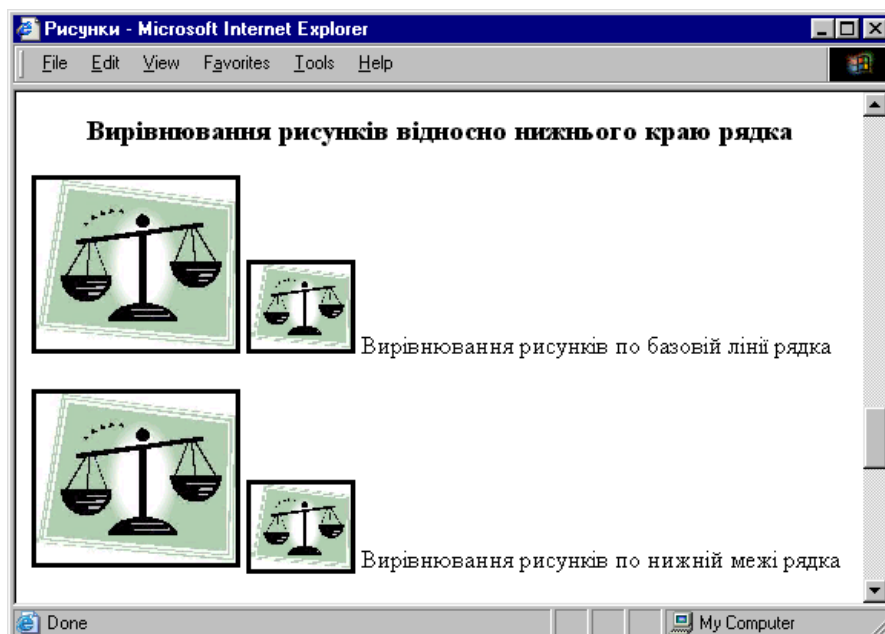 Рисунки - Microsoft Internet Explorer
File Edit View Favorites Tools Help
Вирівнювання рисунків відносно нижнього краю рядка
Вирівнювання рисунків по базовій лінії рядка
Вирівнювання рисунків по нижній межі рядка
Done My Computer